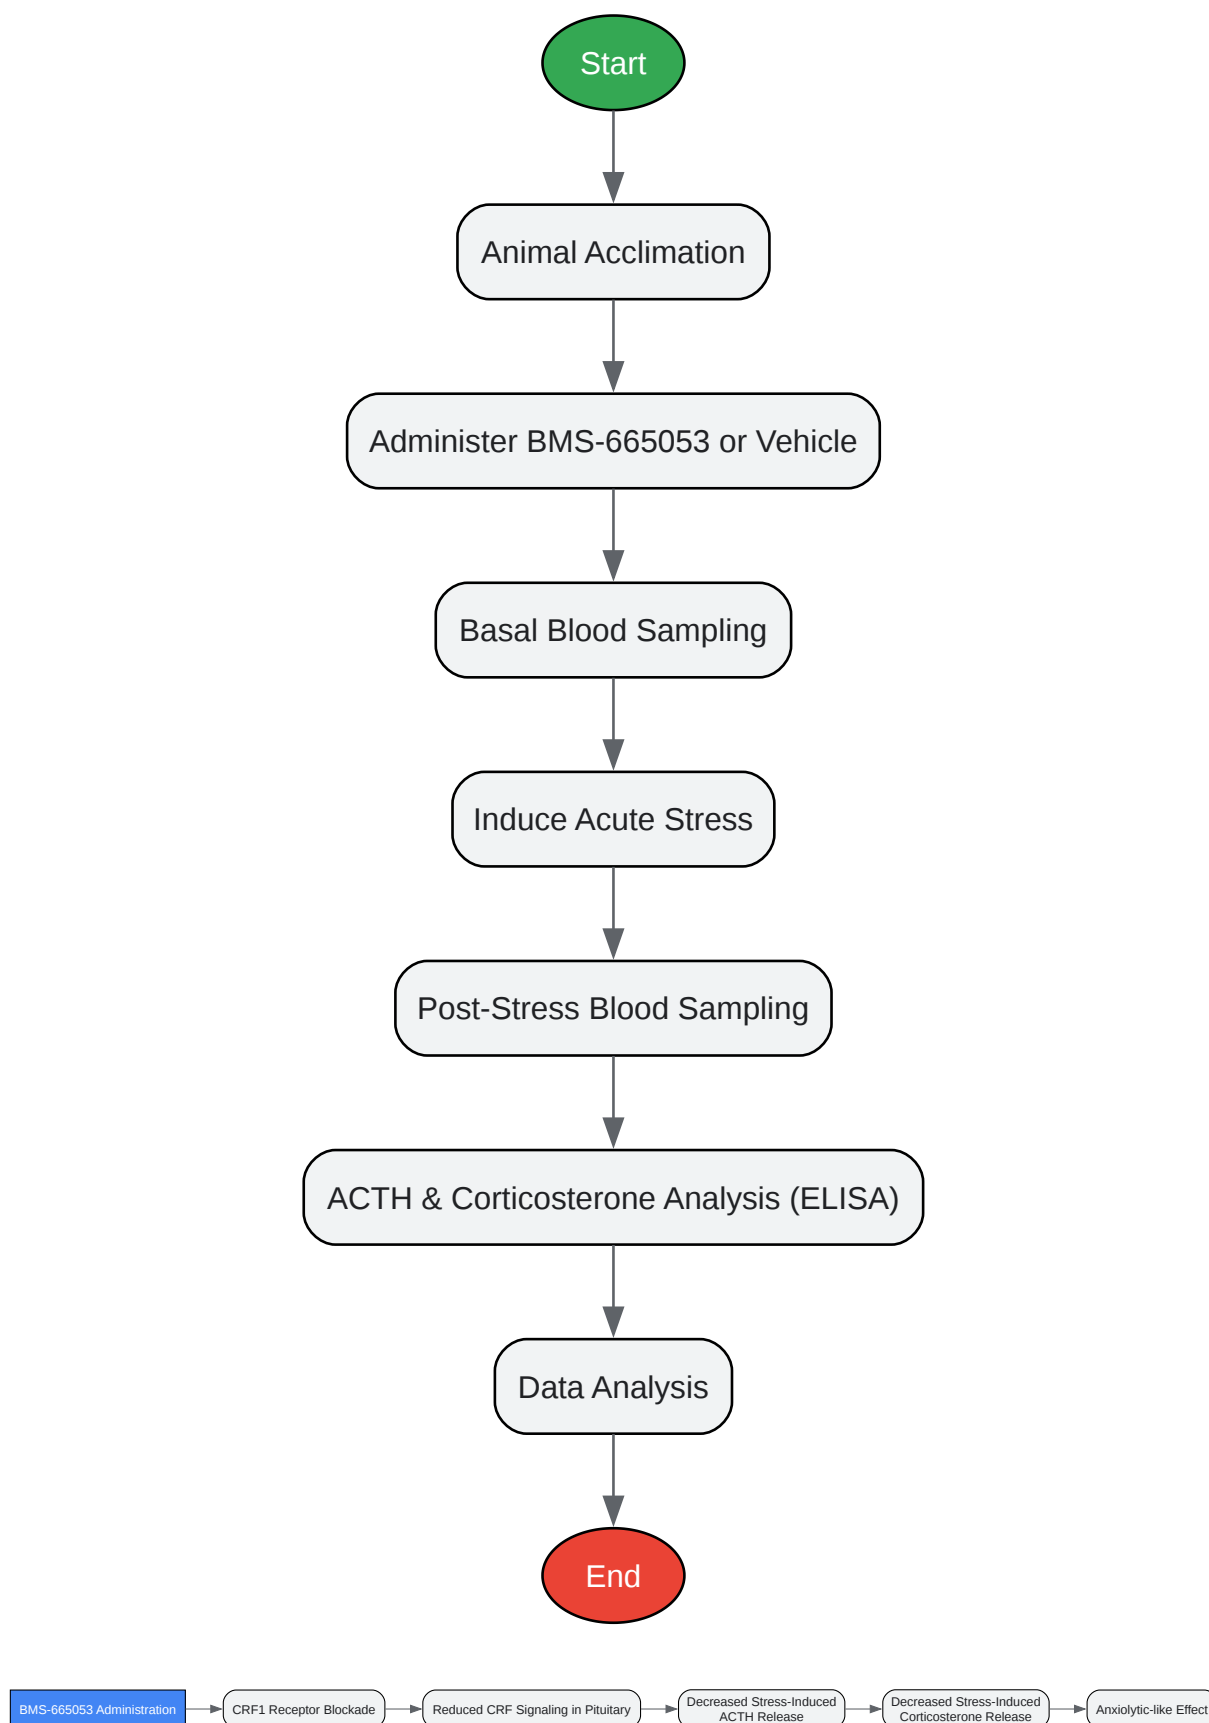 Start
Animal Acclimation
Administer BMS-665053 or Vehicle
Basal Blood Sampling
Induce Acute Stress
Post-Stress Blood Sampling
ACTH & Corticosterone Analysis (ELISA)
Data Analysis
End
BMS-665053 Administration
CRF1 Receptor Blockade
Reduced CRF Signaling in Pituitary
Decreased Stress-Induced
ACTH Release
Decreased Stress-Induced
Corticosterone Release
Anxiolytic-like Effect